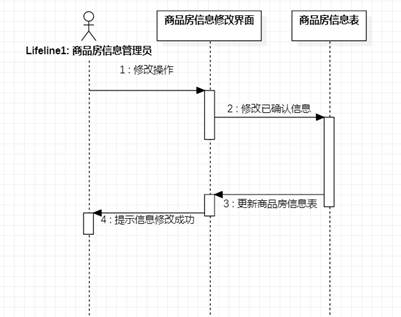 商品房信息修改界面
商品房信息表
Lifeline1: 商品房信息管理员
1 : 修改操作
2 : 修改已确认信息
3 : 更新商品房信息表
4 : 提示信息修改成功